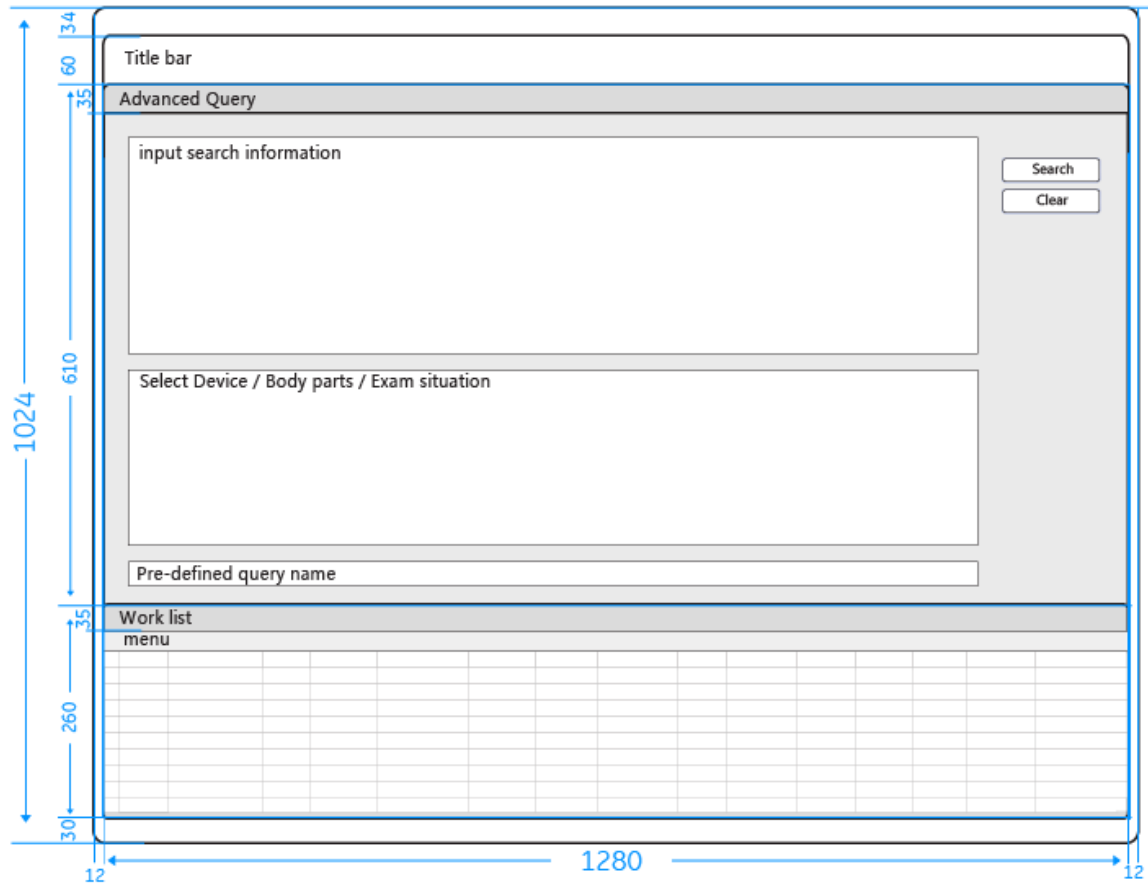 34
60
Title bar
35
Advanced Query
input search information
Search
Clear
610
1024
Select Device / Body parts / Exam situation
Pre-defined query name
35
Work list
menu
260
30
12
1280
12